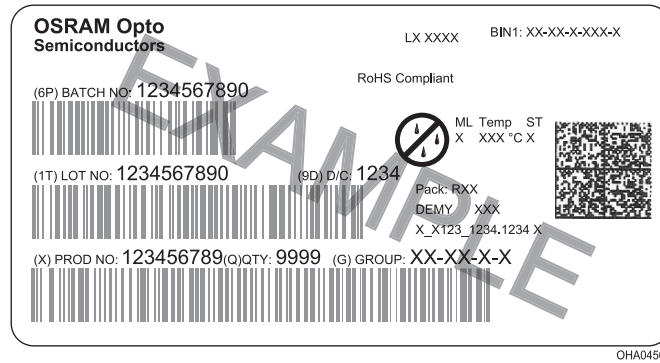 OSRAM Opto
Semiconductors
LX XXXX
BIN1: XX-XX-X-XXX-X
RoHS Compliant
(6P) BATCH NO: 1234567890
ML Temp ST
X XXX °C X
(1T) LOT NO: 1234567890
(9D) D/C: 1234
Pack: RXX
DEMY XXX
X_X123_1234.1234 X
(X) PROD NO: 123456789(Q)QTY: 9999 (G) GROUP: XX-XX-X-X
EXAMPLE